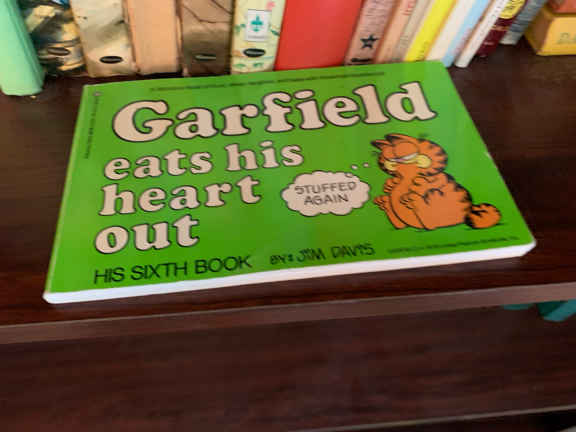 Garfield
eats his
heart
out
STUFFED
AGAIN
HIS SIXTH BOOK BY: JIM DAVIS